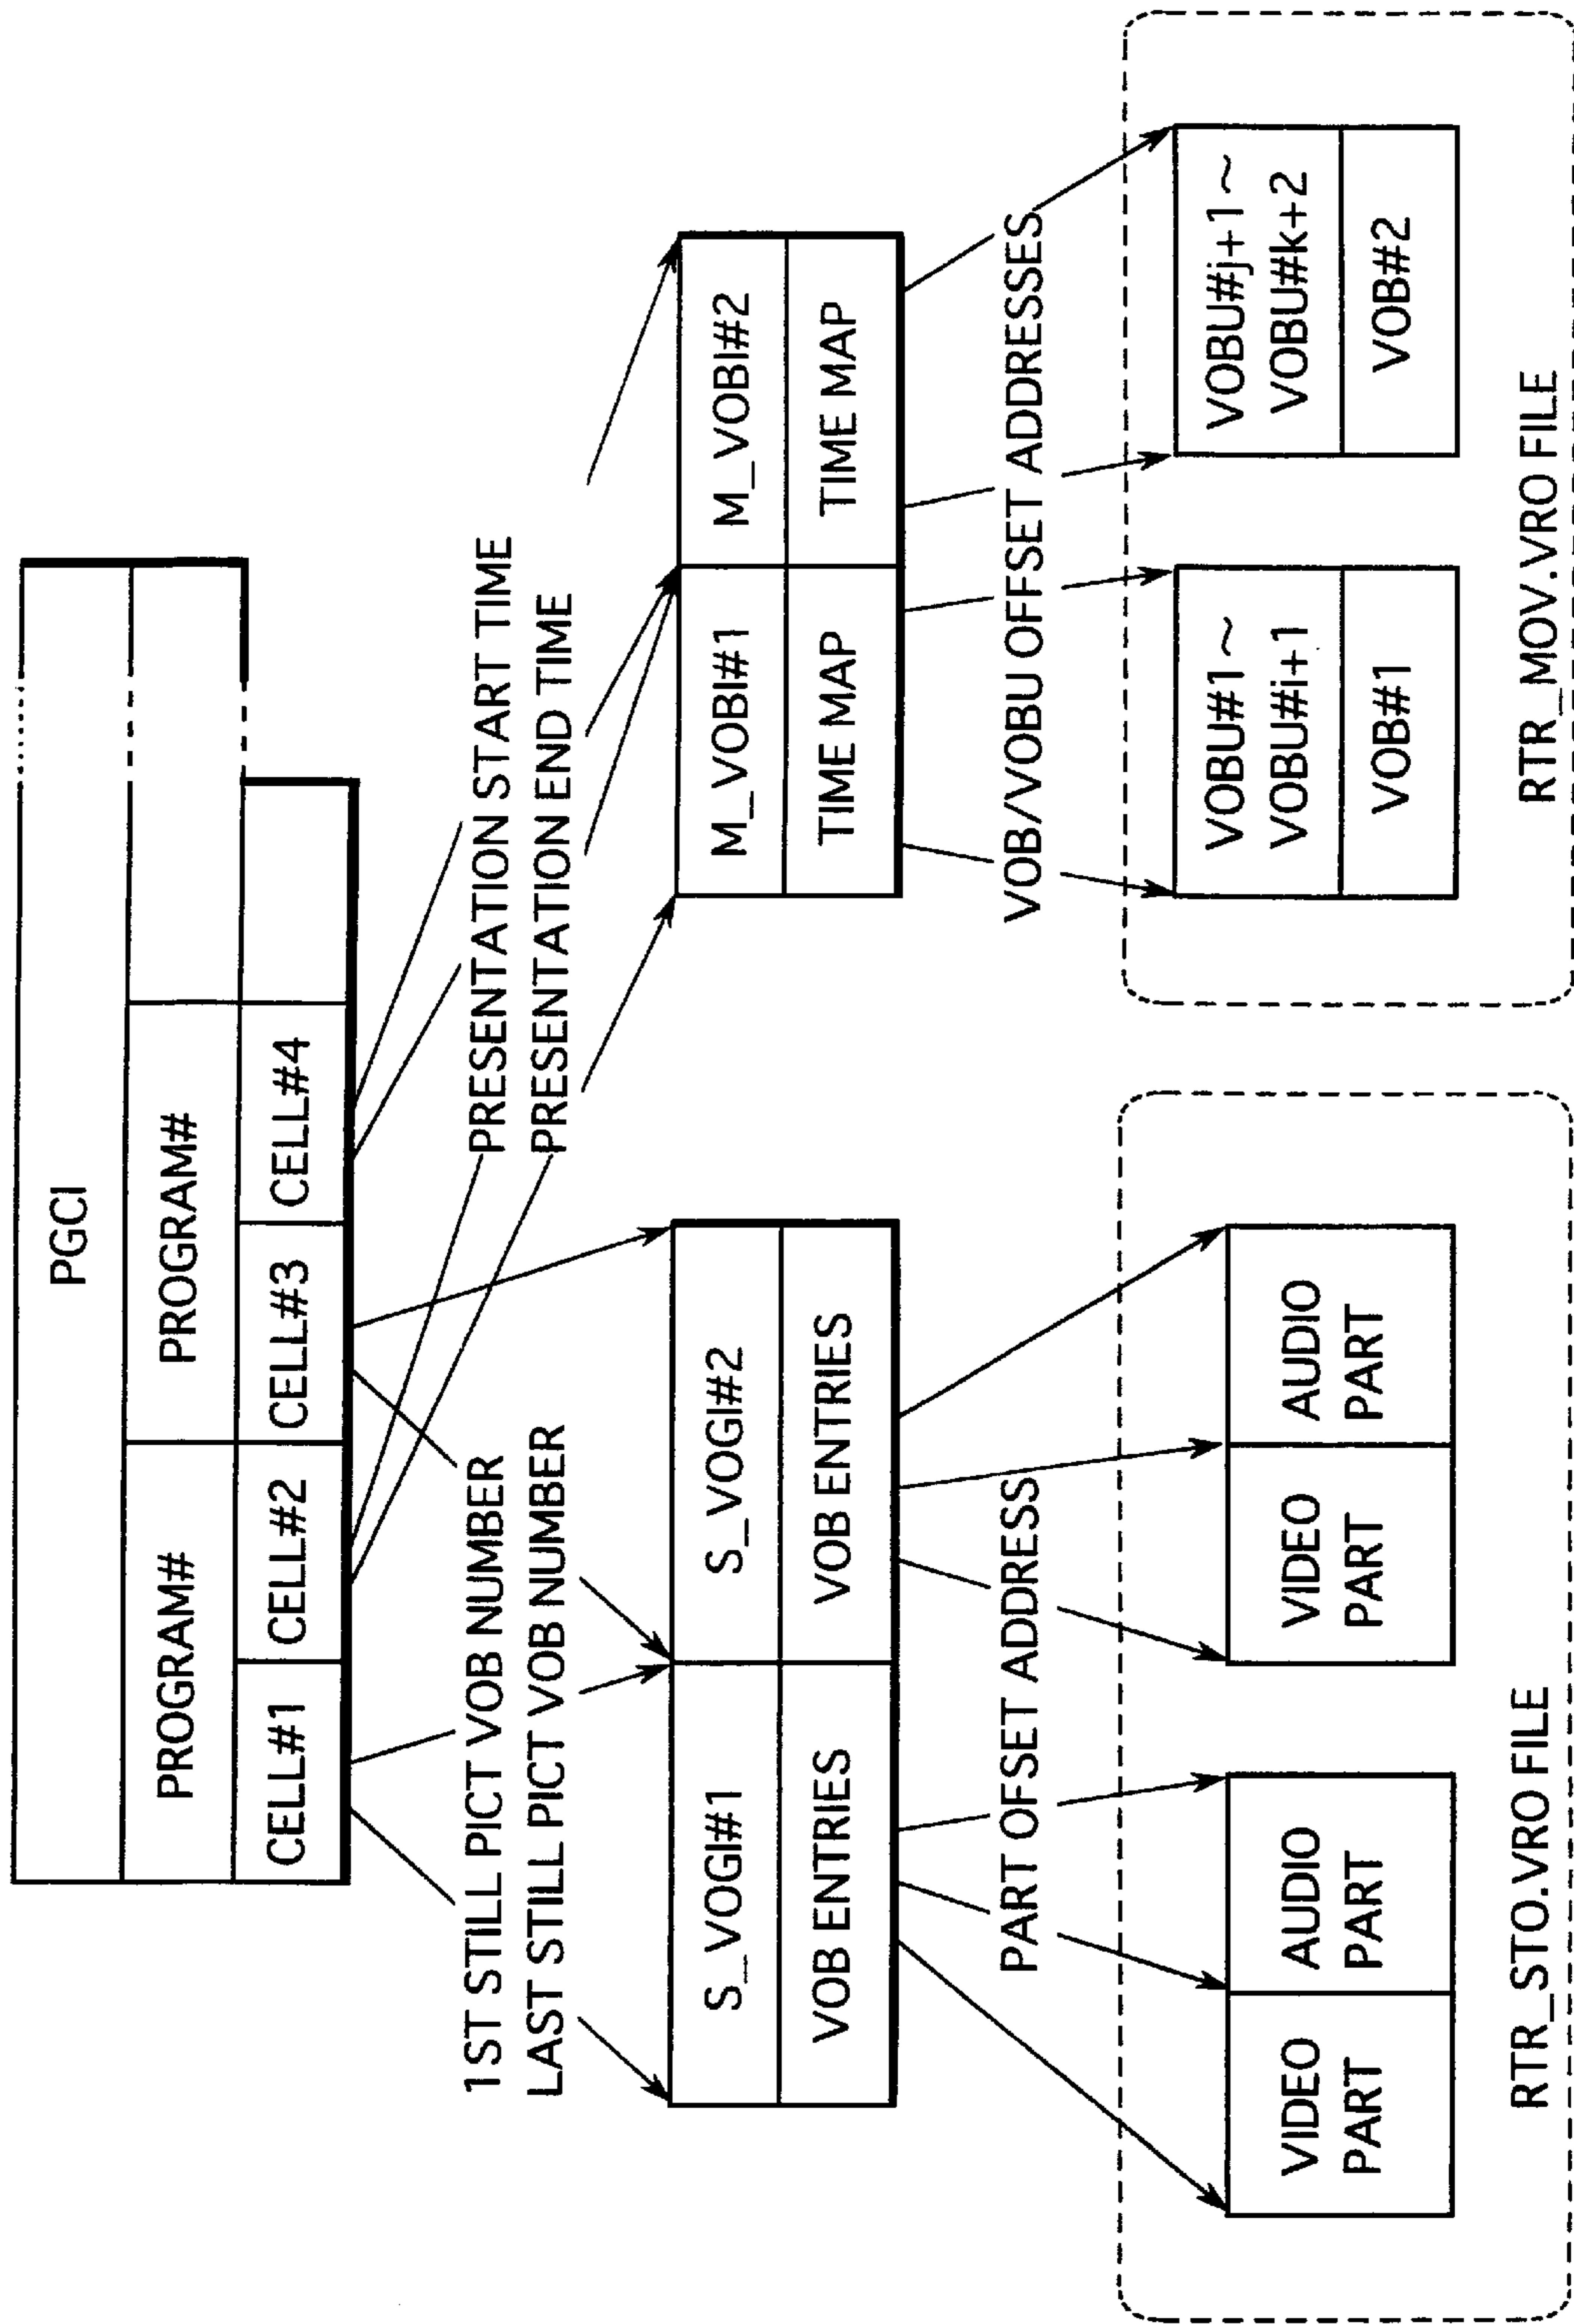 PGCI
PROGRAM#
PROGRAM#
CELL#1
CELL#2
CELL#3
CELL#4
1ST STILL PICT VOB NUMBER
LAST STILL PICT VOB NUMBER
PRESENTATION START TIME
PRESENTATION END TIME
S_VOGI#1
S_VOGI#2
VOB ENTRIES
VOB ENTRIES
M_VOBI#1
M_VOBI#2
TIME MAP
TIME MAP
PART OFFSET ADDRESS
VOB/VOBU OFFSET ADDRESSES
VIDEO
PART
AUDIO
PART
VIDEO
PART
AUDIO
PART
RTR_STO.VRO FILE
VOBU#1~
VOBU#i+1
VOB#1
VOBU#j+1~
VOBU#k+2
VOB#2
RTR_MOV.VRO FILE